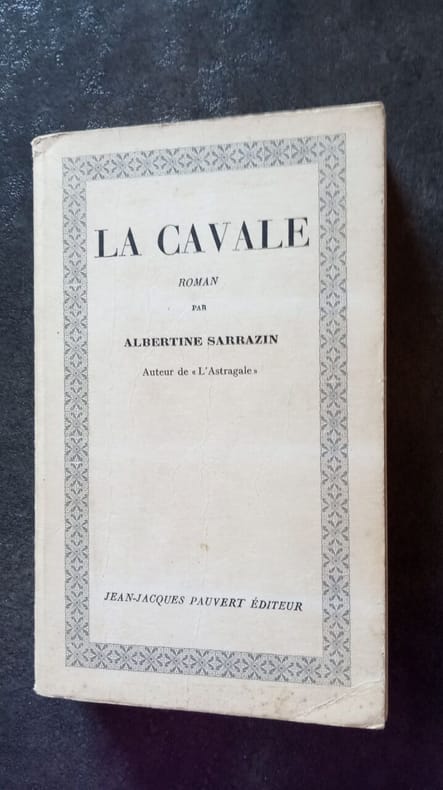 LA CAVALE
ROMAN
PAR
ALBERTINE SARRAZIN
Auteur de « L'Astragale »
JEAN-JACQUES PAUVERT ÉDITEUR